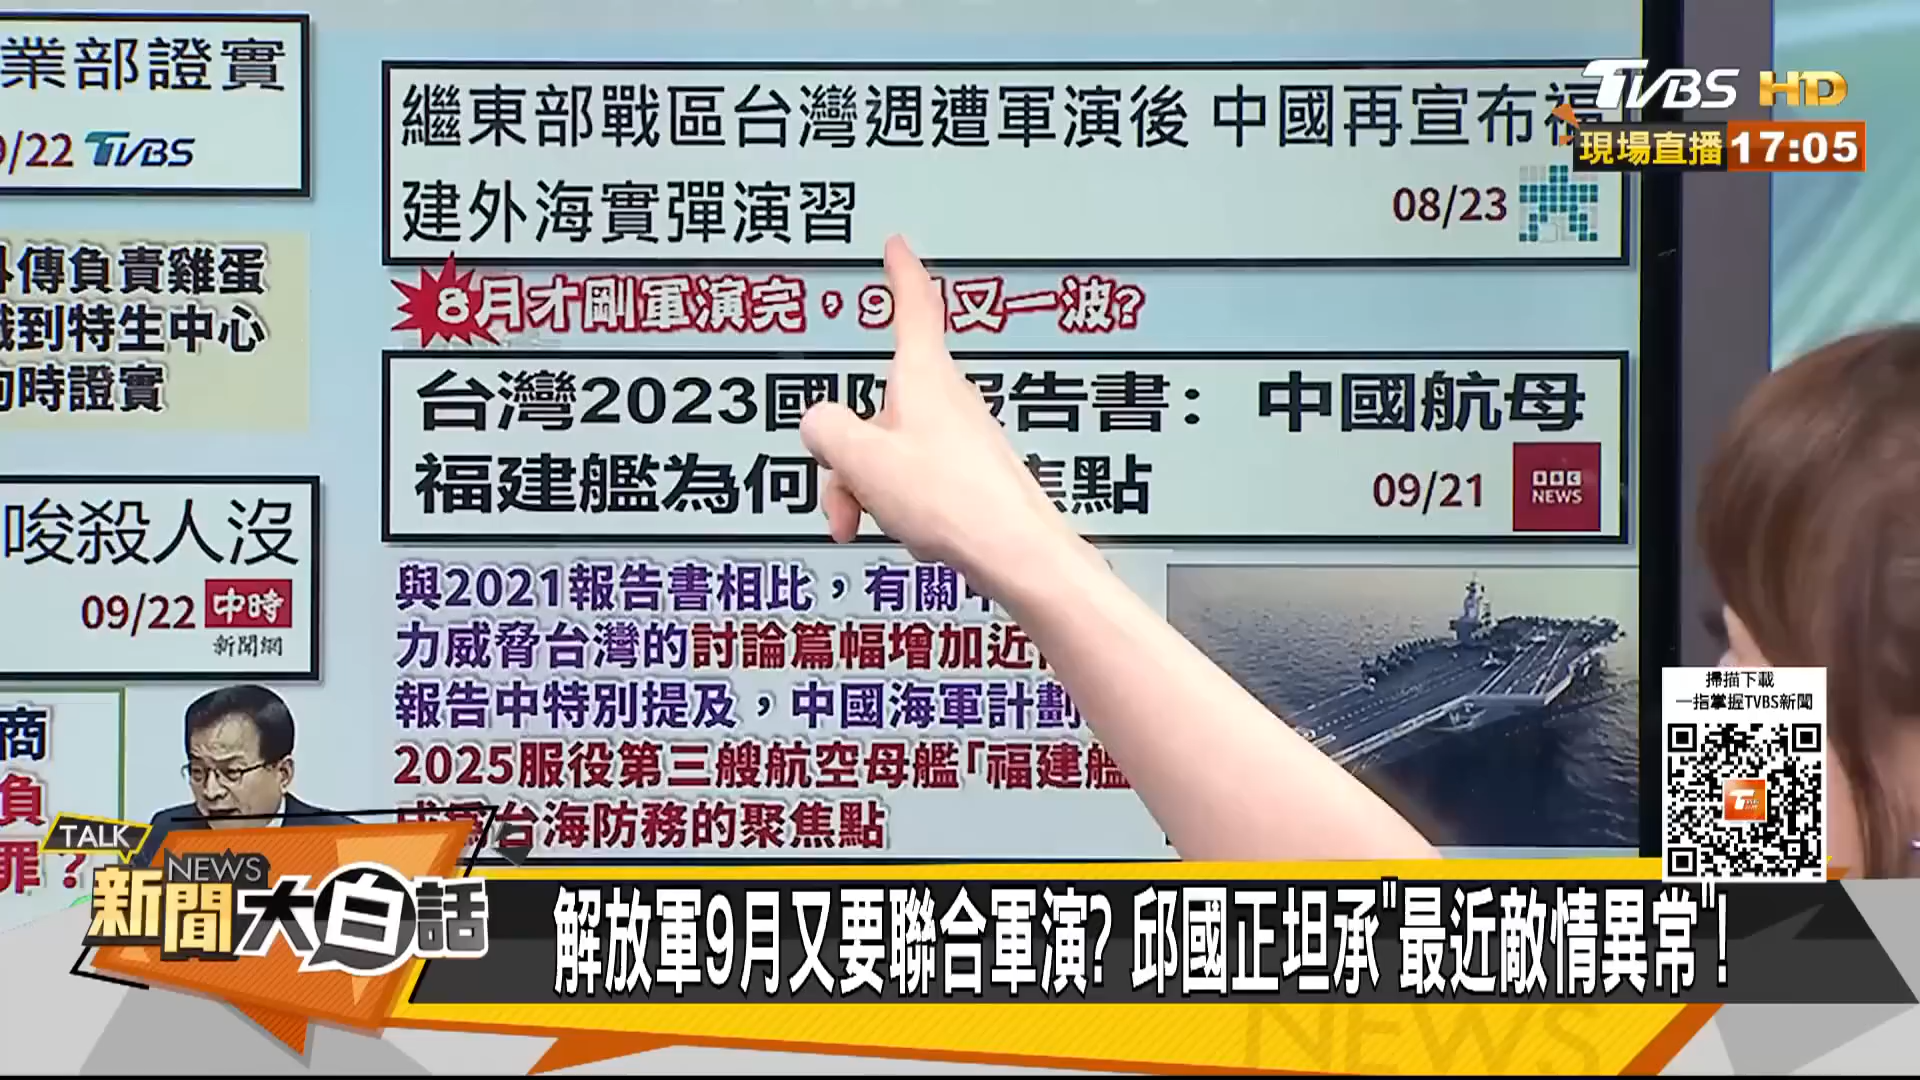 業部證實
9/22 TVBS
外傳負責雞蛋
到特生中心
時證實
唆殺人沒
09/22 中時
新聞網
商
負
罪?
繼東部戰區台灣週遭軍演後 中國再宣布福
建外海實彈演習
08/23
8月才剛軍演完，9月又一波?
台灣2023國防報告書： 中國航母
福建艦為何 焦點
09/21
BBC
NEWS
與2021報告書相比，有關
力威脅台灣的討論篇幅增加近
報告中特別提及，中國海軍計劃
2025服役第三艘航空母艦「福建艦
成為台海防務的聚焦點
TVBS HD
現場直播 17:05
掃描下載
一指掌握TVBS新聞
TALK
NEWS
新聞大白話
解放軍9月又要聯合軍演? 邱國正坦承"最近敵情異常"!
NEWS